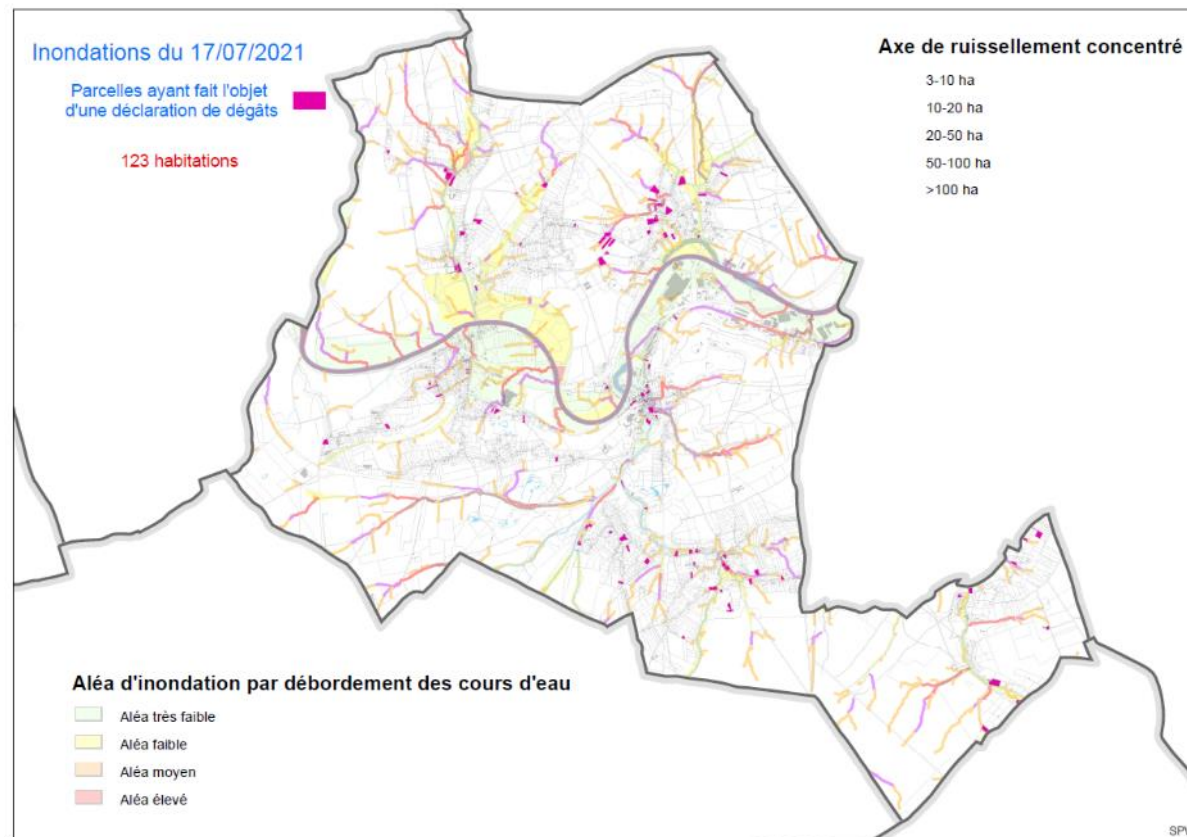 Inondations du 17/07/2021
Parcelles ayant fait l'objet
d'une déclaration de dégâts
123 habitations
Axe de ruissellement concentré
3-10 ha
10-20 ha
20-50 ha
50-100 ha
>100 ha
Aléa d'inondation par débordement des cours d'eau
Aléa très faible
Aléa faible
Aléa moyen
Aléa élevé